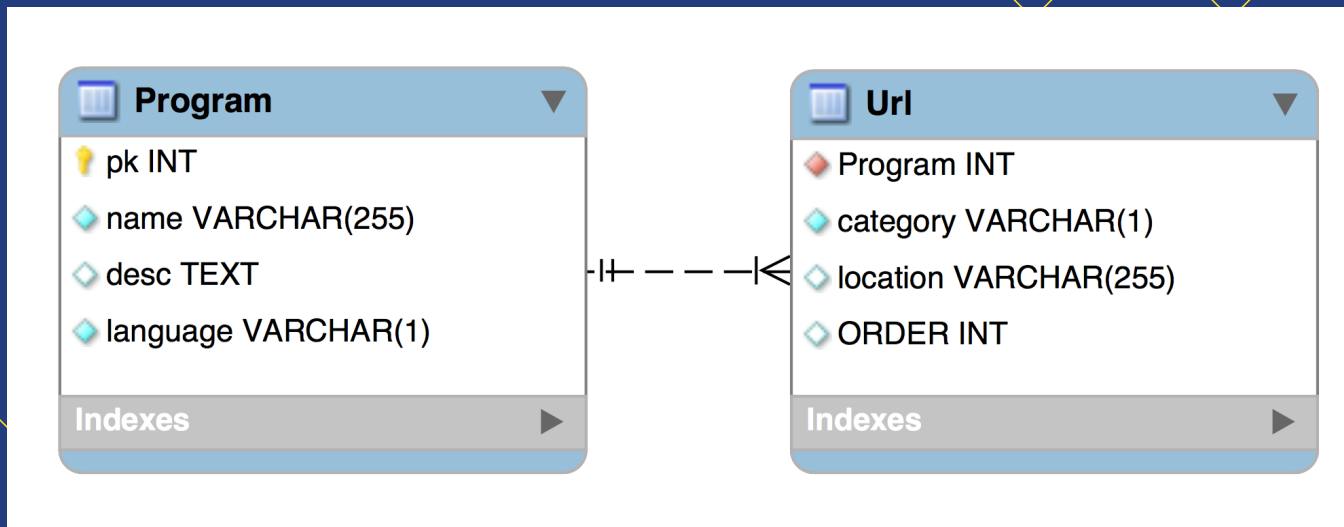 Program
pk INT
name VARCHAR(255)
desc TEXT
language VARCHAR(1)
Indexes
Url
Program INT
category VARCHAR(1)
location VARCHAR(255)
ORDER INT
Indexes